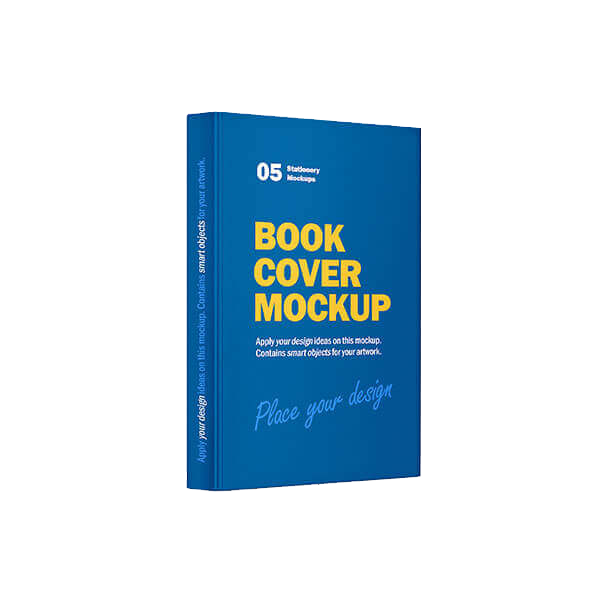 05 Stationery
Mockups
BOOK
COVER
MOCKUP
Apply your design ideas on this mockup.
Contains smart objects for your artwork.
Place your design
Apply your design ideas on this mockup. Contains smart objects for your artwork.